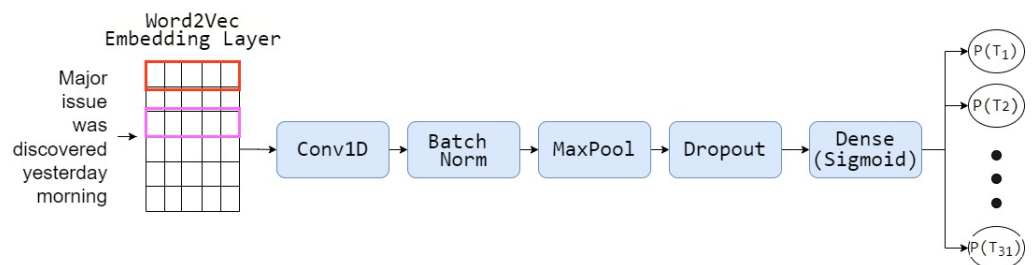 Word2Vec
Embedding Layer
Major
issue
was
discovered
yesterday
morning
Conv1D
Batch
Norm
MaxPool
Dropout
Dense
(Sigmoid)
P(T1)
P(T2)
P(T31)